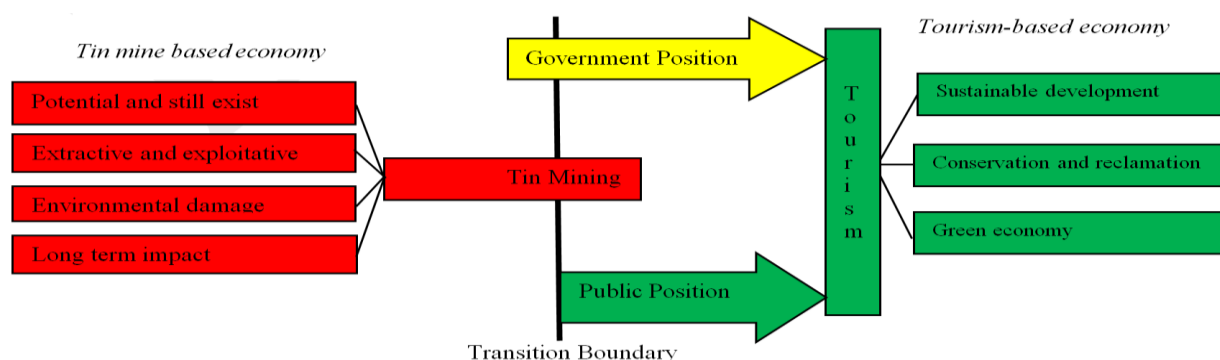 Tin mine based economy
Tourism-based economy
Government Position
Potential and still exist
Extractive and exploitative
Environmental damage
Long term impact
Tin Mining
Public Position
Tourism
Sustainable development
Conservation and reclamation
Green economy
Transition Boundary